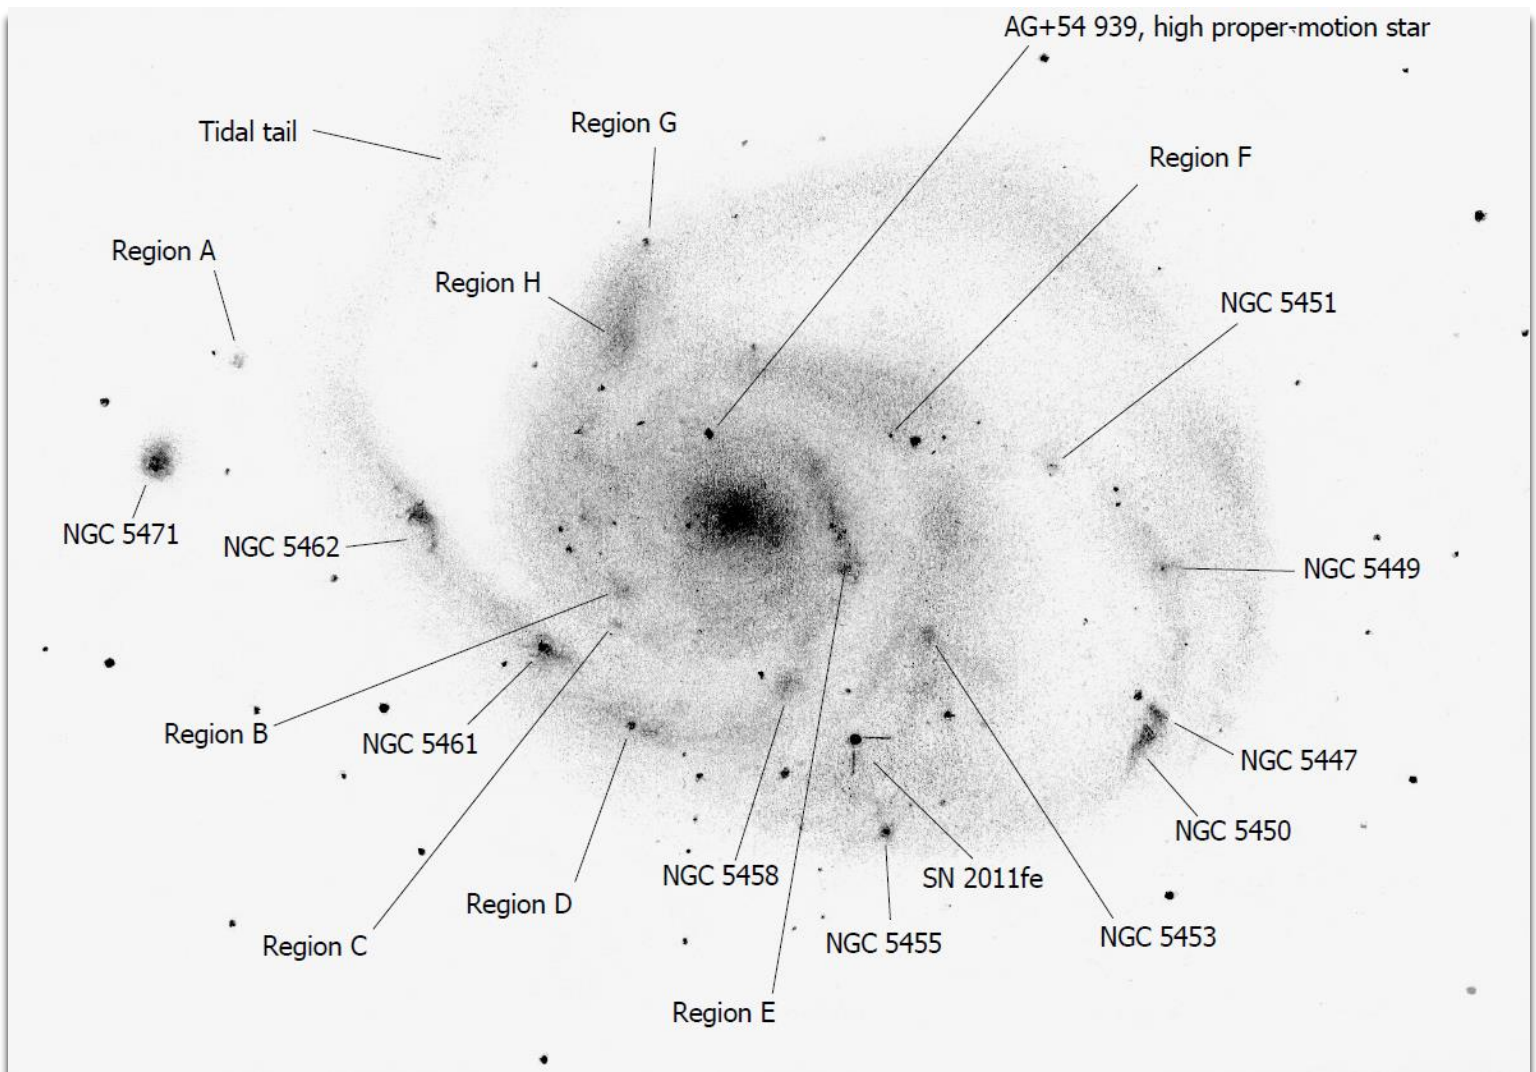 AG+54 939, high proper-motion star
Tidal tail
Region G
Region F
Region A
Region H
NGC 5451
NGC 5471
NGC 5462
NGC 5449
Region B
NGC 5461
NGC 5447
NGC 5450
NGC 5458
SN 2011fe
Region D
Region C
NGC 5455
NGC 5453
Region E